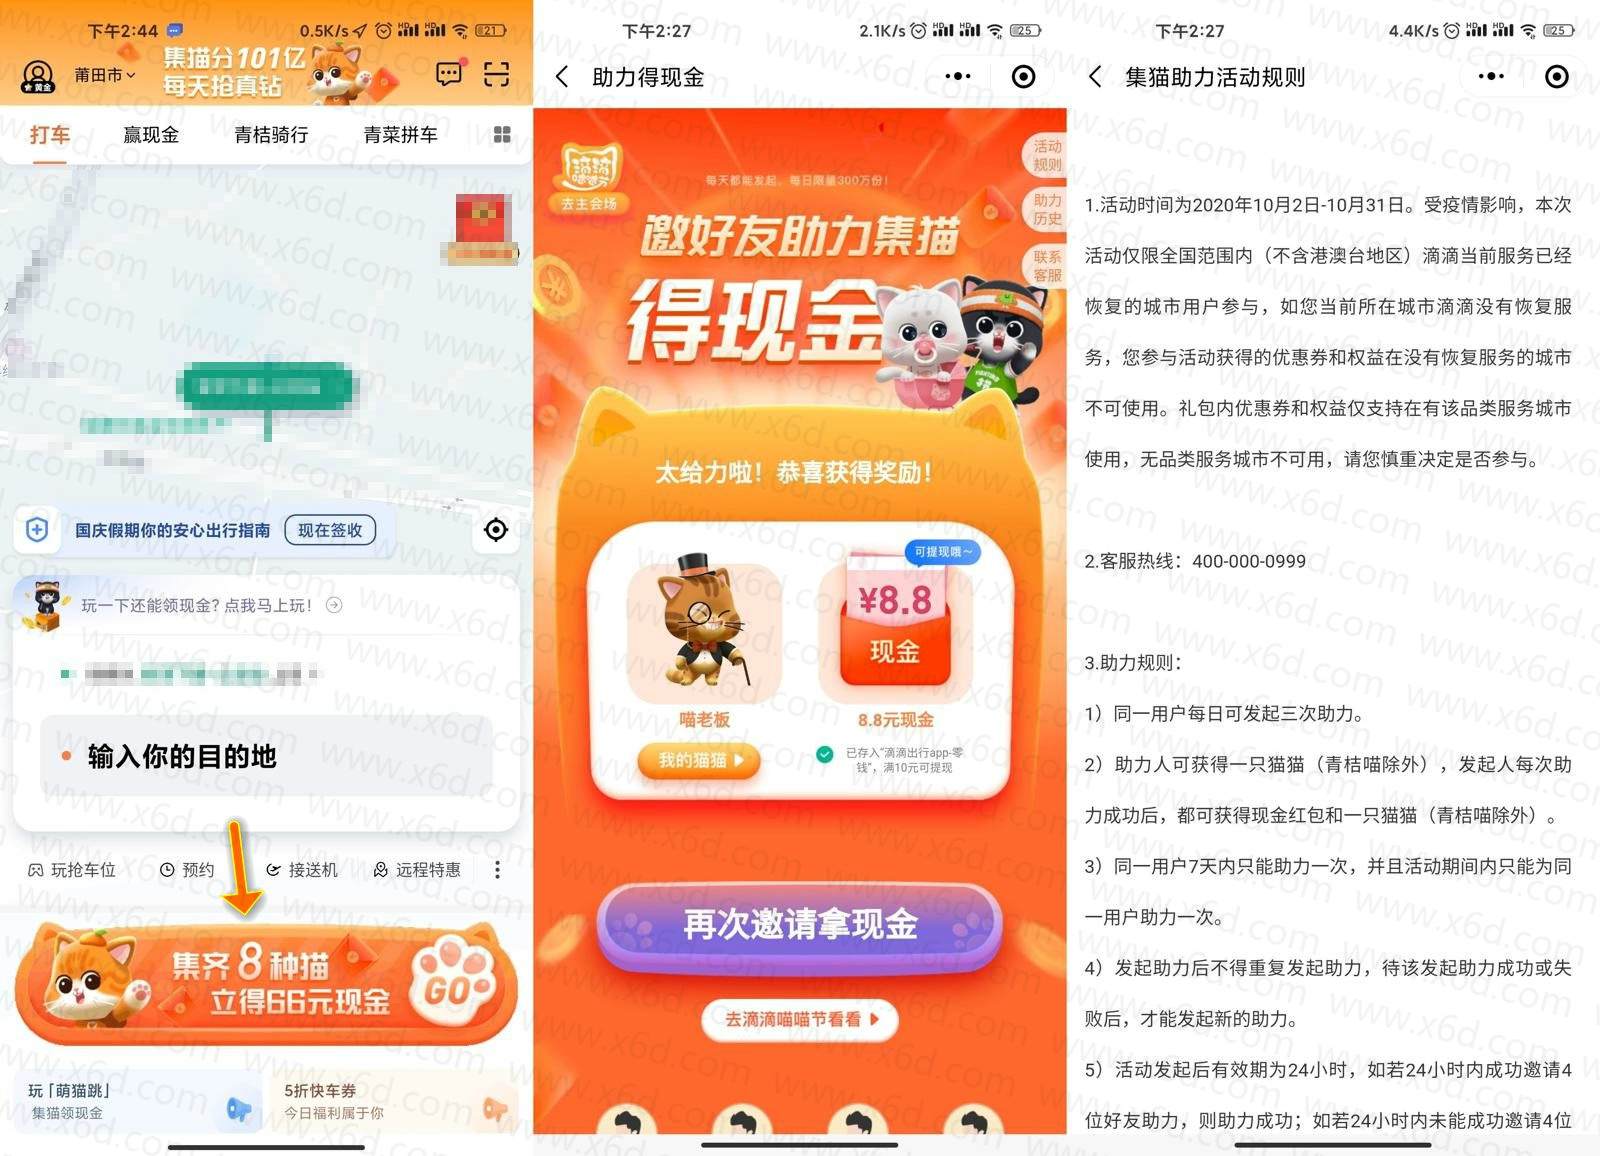 下午2:44
0.5K/s
HD
HD
21
黄金
莆田市
集猫分101亿
每天抢真钻
打车
赢现金
青桔骑行
青菜拼车
国庆假期你的安心出行指南
现在签收
玩一下还能领现金？点我马上玩！
输入你的目的地
玩抢车位
预约
接送机
远程特惠
集齐8种猫
立得66元现金
GO
玩「萌猫跳」
集猫领现金
5折快车券
今日福利属于你
下午2:27
2.1K/s
HD
HD
25
助力得现金
活动
规则
助力
历史
联系
客服
滴滴
喵喵节
去主会场
每天都能发起，每日限量300万份！
邀好友助力集猫
得现金
太给力啦！恭喜获得奖励！
可提现哦～
¥8.8
现金
喵老板
8.8元现金
我的猫猫
已存入“滴滴出行app-零
钱”，满10元可提现
再次邀请拿现金
去滴滴喵喵节看看
下午2:27
4.4K/s
HD
HD
25
集猫助力活动规则
1.活动时间为2020年10月2日-10月31日。受疫情影响，本次
活动仅限全国范围内（不含港澳台地区）滴滴当前服务已经
恢复的城市用户参与，如您当前所在城市滴滴没有恢复服
务，您参与活动获得的优惠券和权益在没有恢复服务的城市
不可使用。礼包内优惠券和权益仅支持在有该品类服务城市
使用，无品类服务城市不可用，请您慎重决定是否参与。
2.客服热线：400-000-0999
3.助力规则：
1）同一用户每日可发起三次助力。
2）助力人可获得一只猫猫（青桔喵除外），发起人每次助
力成功后，都可获得现金红包和一只猫猫（青桔喵除外）。
3）同一用户7天内只能助力一次，并且活动期间内只能为同
一用户助力一次。
4）发起助力后不得重复发起助力，待该发起助力成功或失
败后，才能发起新的助力。
5）活动发起后有效期为24小时，如若24小时内成功邀请4
位好友助力，则助力成功；如若24小时内未能成功邀请4位
www.x6d.com